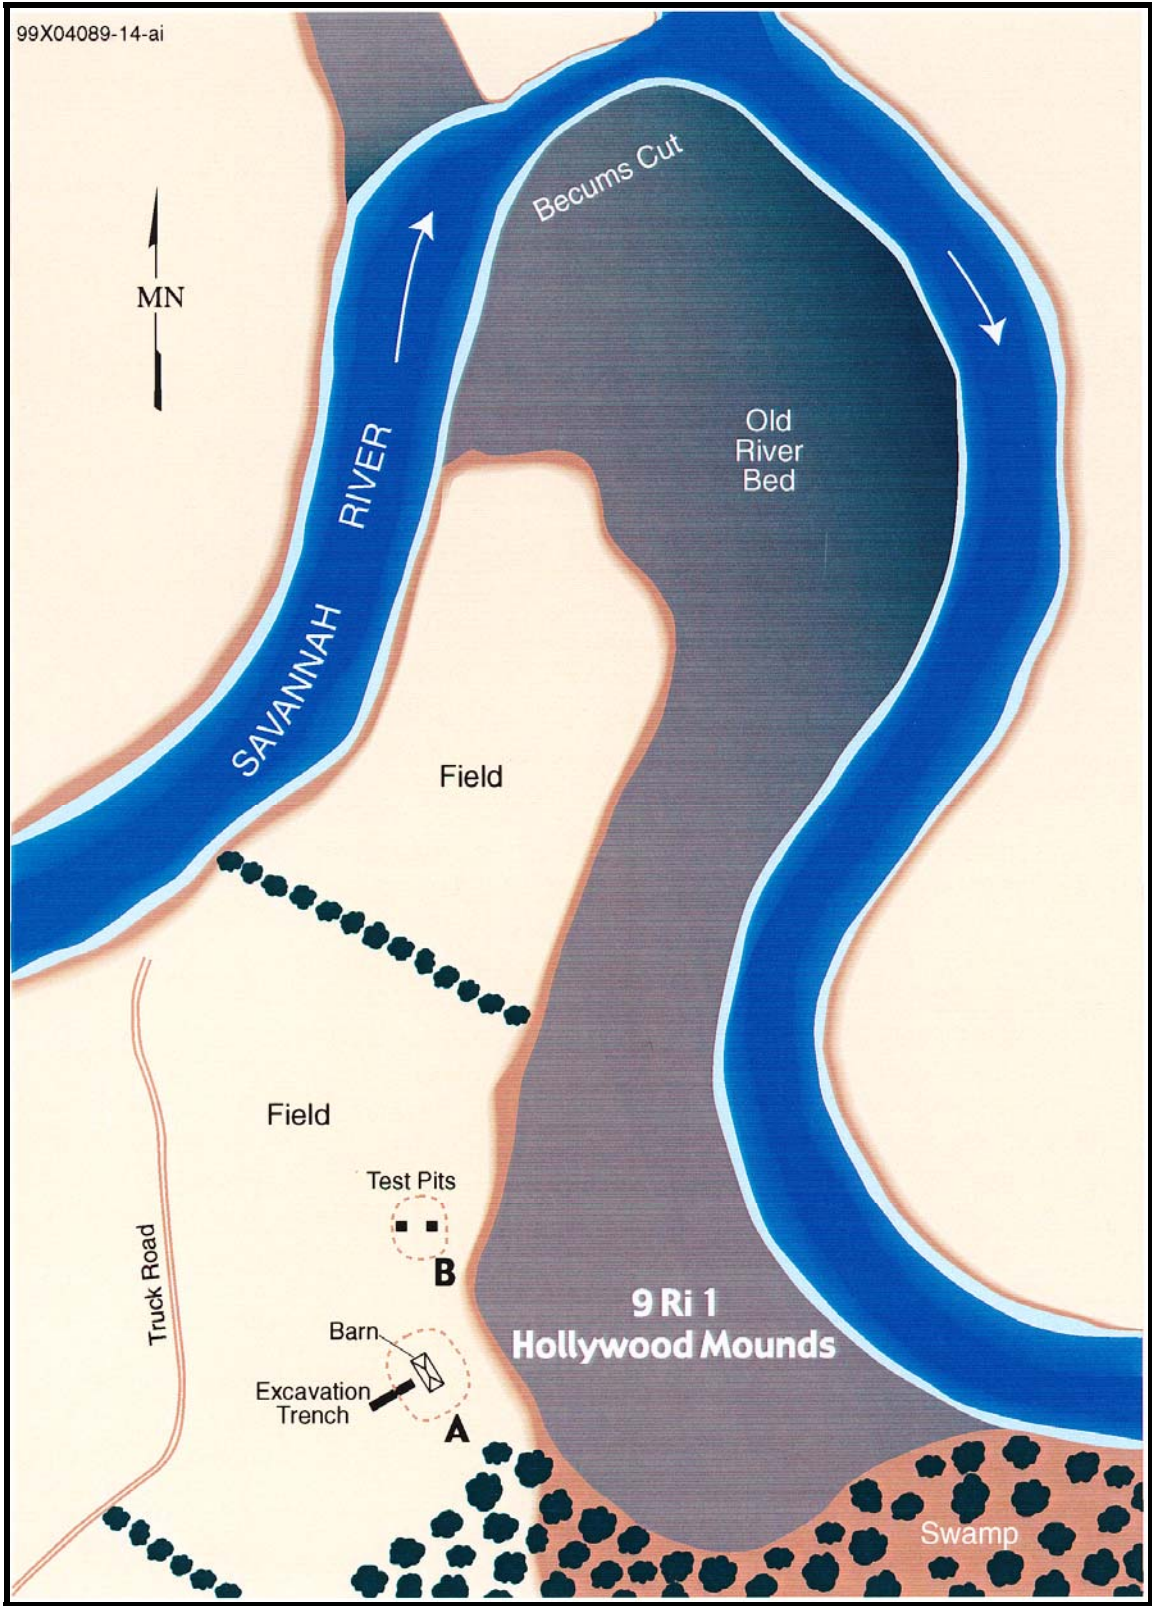 99X04089-14-ai
Becums Cut
MN
Old
River
Bed
SAVANNAH RIVER
Field
Field
Test Pits
B
Truck Road
9 Ri 1
Hollywood Mounds
Barn
Excavation
Trench
A
Swamp